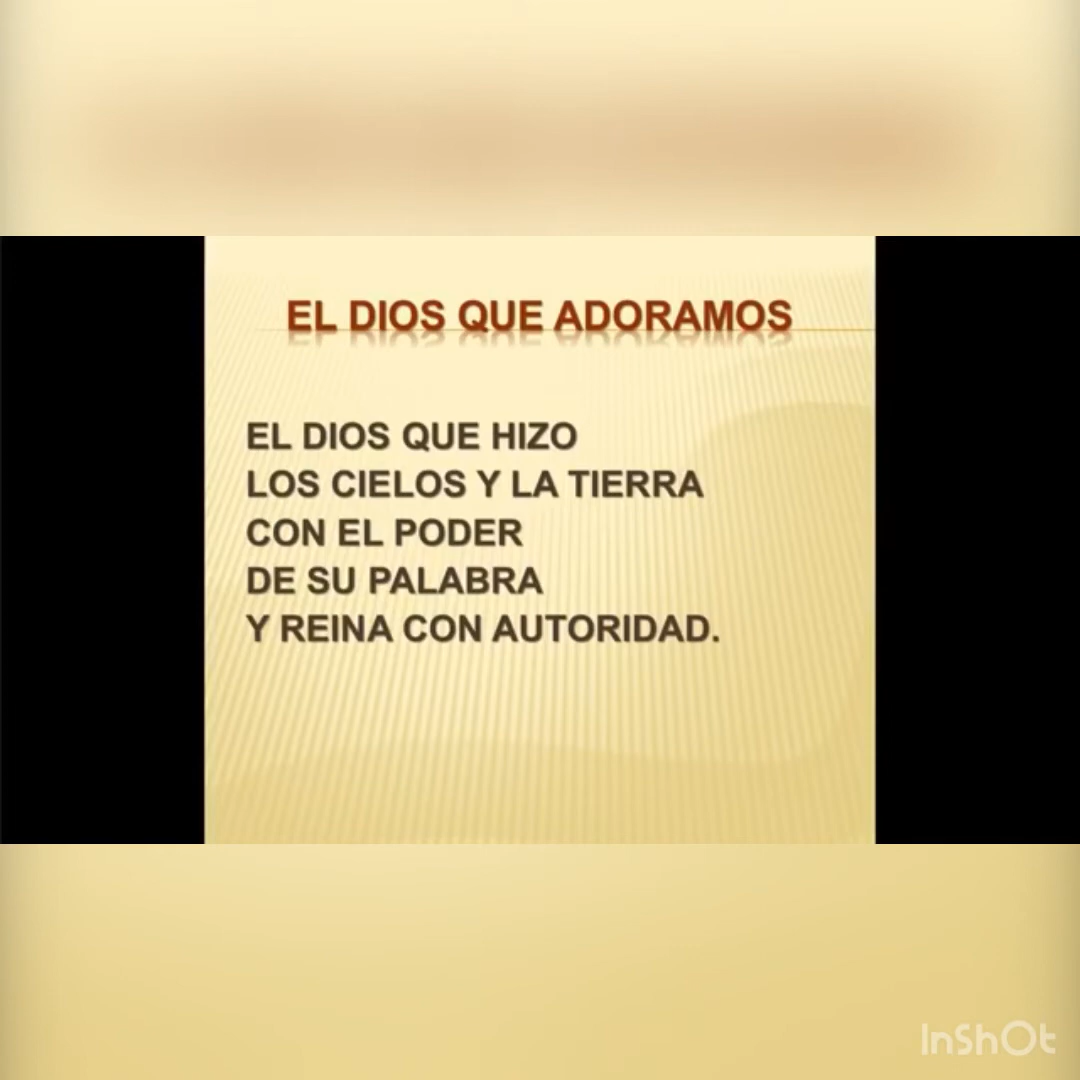 EL DIOS QUE ADORAMOS
EL DIOS QUE HIZO
LOS CIELOS Y LA TIERRA
CON EL PODER
DE SU PALABRA
Y REINA CON AUTORIDAD.
InShOt